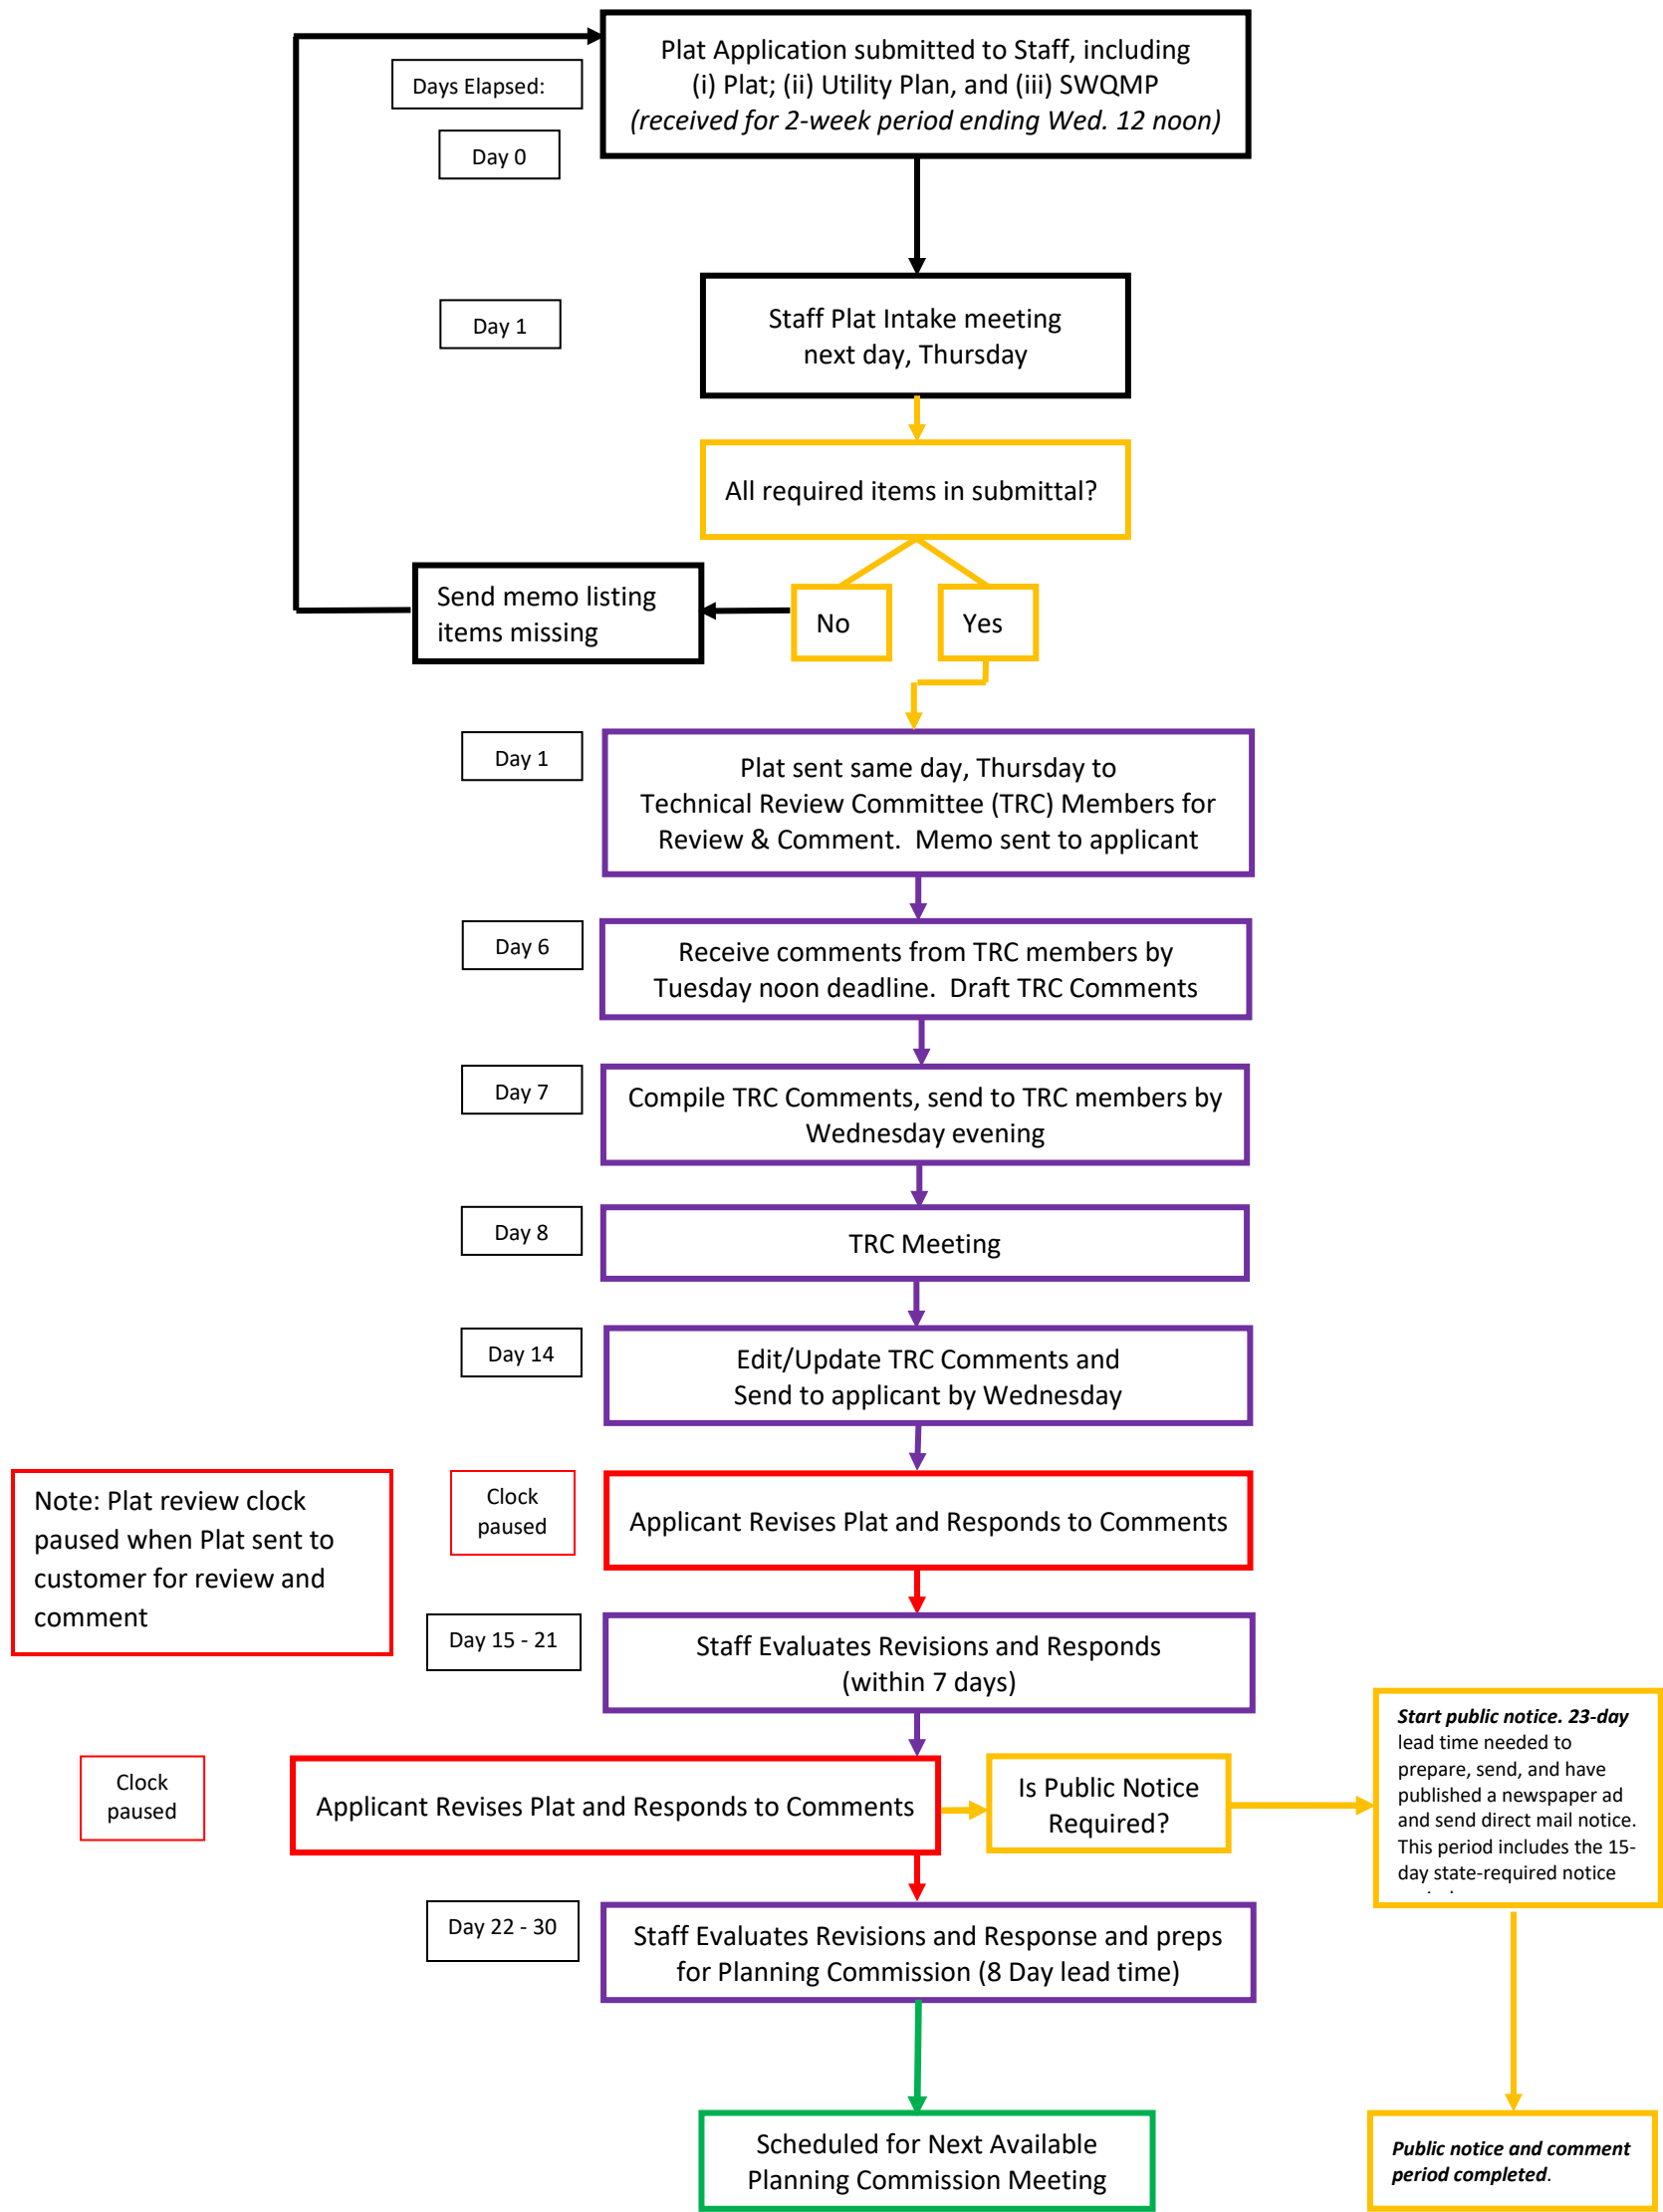 Plat Application submitted to Staff, including
(i) Plat; (ii) Utility Plan, and (iii) SWQMP
(received for 2-week period ending Wed. 12 noon)
Days Elapsed:
Day 0
Day 1
Staff Plat Intake meeting
next day, Thursday
All required items in submittal?
Send memo listing
items missing
No
Yes
Day 1
Plat sent same day, Thursday to
Technical Review Committee (TRC) Members for
Review & Comment.  Memo sent to applicant
Day 6
Receive comments from TRC members by
Tuesday noon deadline.  Draft TRC Comments
Day 7
Compile TRC Comments, send to TRC members by
Wednesday evening
Day 8
TRC Meeting
Day 14
Edit/Update TRC Comments and
Send to applicant by Wednesday
Note: Plat review clock
paused when Plat sent to
customer for review and
comment
Clock
paused
Applicant Revises Plat and Responds to Comments
Day 15 - 21
Staff Evaluates Revisions and Responds
(within 7 days)
Clock
paused
Applicant Revises Plat and Responds to Comments
Is Public Notice
Required?
Start public notice. 23-day
lead time needed to
prepare, send, and have
published a newspaper ad
and send direct mail notice.
This period includes the 15-
day state-required notice
Day 22 - 30
Staff Evaluates Revisions and Response and preps
for Planning Commission (8 Day lead time)
Scheduled for Next Available
Planning Commission Meeting
Public notice and comment
period completed.